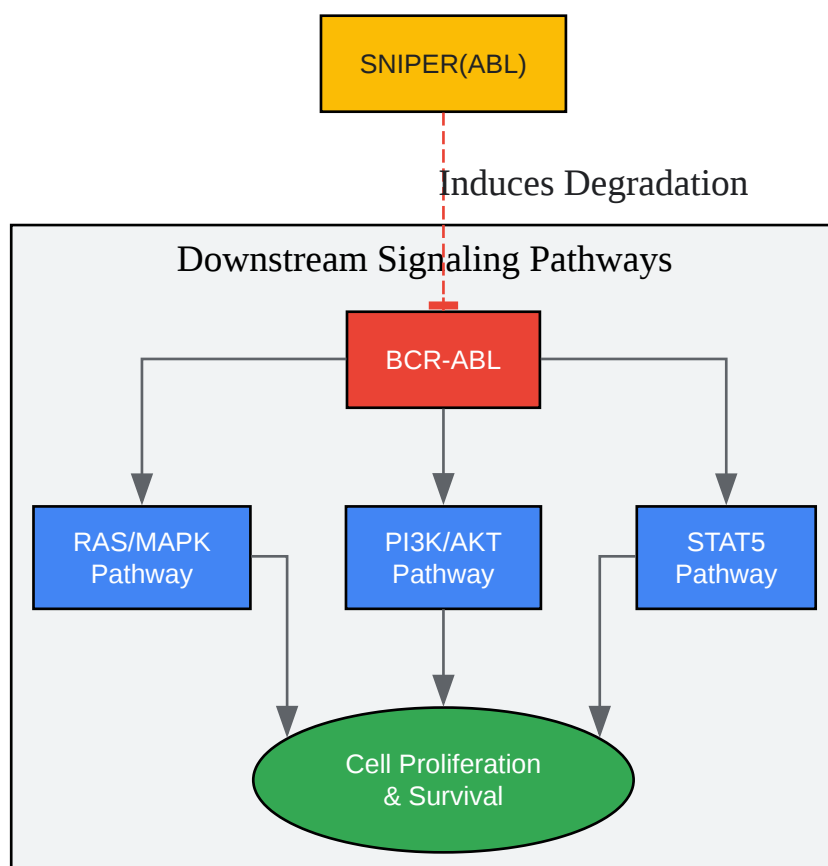 SNIPER(ABL)
Induces Degradation
Downstream Signaling Pathways
BCR-ABL
RAS/MAPK
Pathway
PI3K/AKT
Pathway
STAT5
Pathway
Cell Proliferation
& Survival